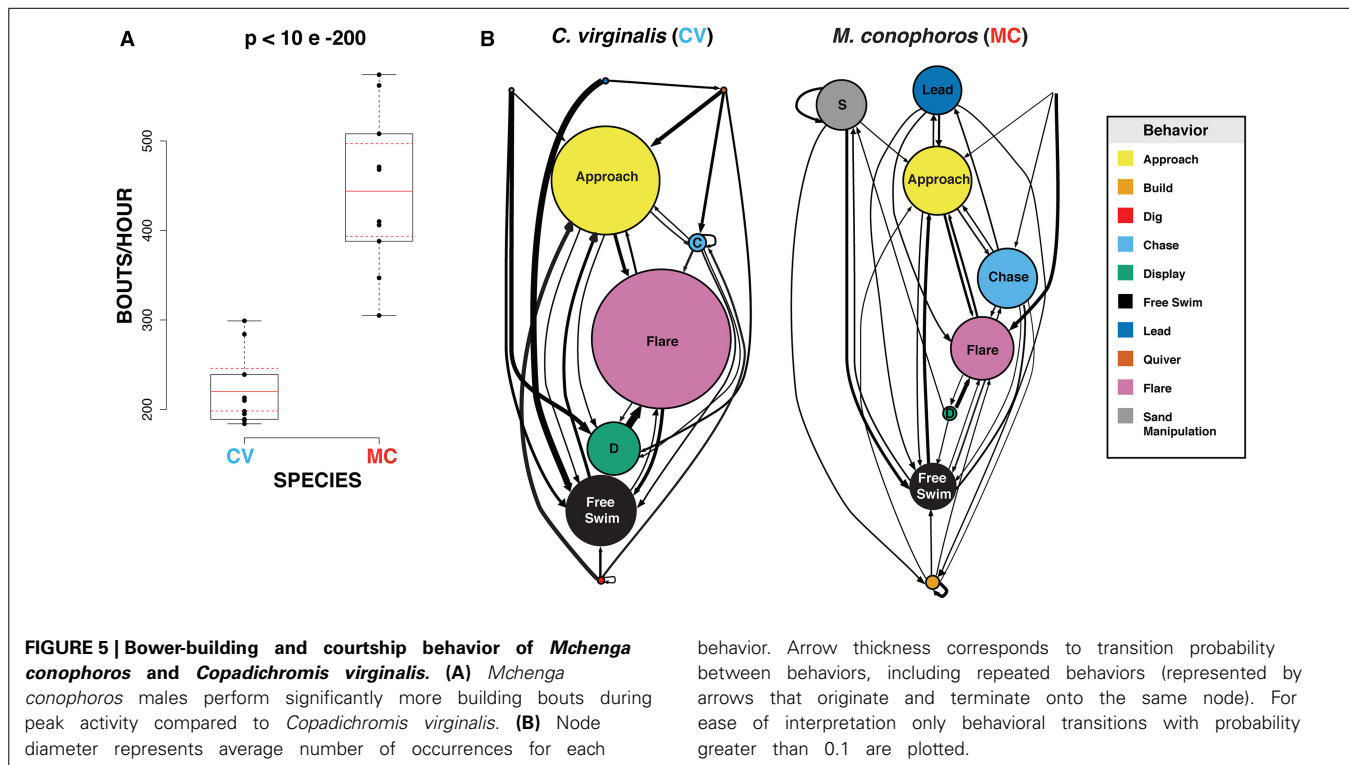 A
p < 10 e -200
BOUTS/HOUR
500
400
300
200
CV
MC
SPECIES
B
C. virginalis (CV)
Approach
C
Flare
D
Free
Swim
M. conophoros (MC)
S
Lead
Approach
Chase
Flare
D
Free
Swim
Behavior
Approach
Build
Dig
Chase
Display
Free Swim
Lead
Quiver
Flare
Sand
Manipulation
FIGURE 5 | Bower-building and courtship behavior of Mchenga
conophoros and Copadichromis virginalis. (A) Mchenga
conophoros males perform significantly more building bouts during
peak activity compared to Copadichromis virginalis. (B) Node
diameter represents average number of occurrences for each
behavior. Arrow thickness corresponds to transition probability
between behaviors, including repeated behaviors (represented by
arrows that originate and terminate onto the same node). For
ease of interpretation only behavioral transitions with probability
greater than 0.1 are plotted.